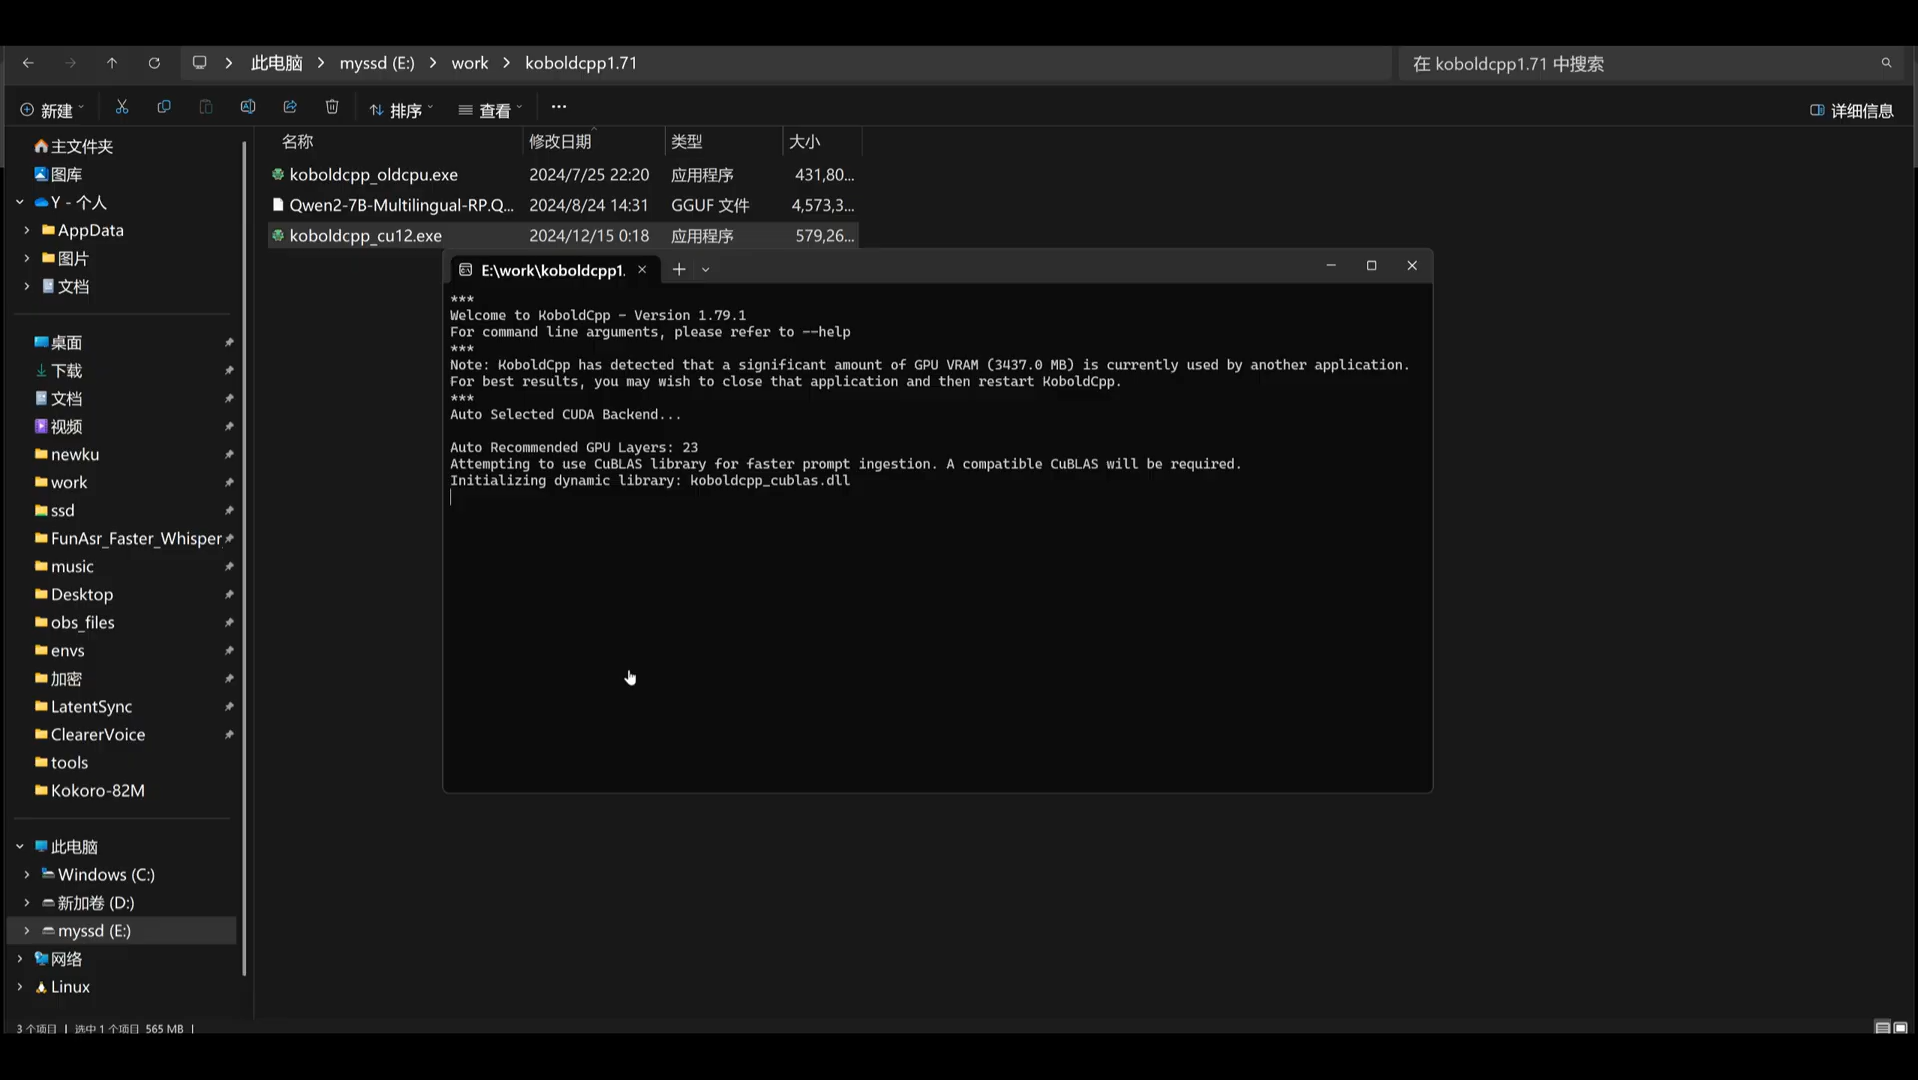 此电脑 > myssd (E:) > work > koboldcpp1.71
在 koboldcpp1.71 中搜索
新建
排序
查看
详细信息
主文件夹
图库
Y - 个人
AppData
图片
文档
桌面
下载
文档
视频
newku
work
ssd
FunAsr_Faster_Whisper
music
Desktop
obs_files
envs
加密
LatentSync
ClearerVoice
tools
Kokoro-82M
此电脑
Windows (C:)
新加卷 (D:)
myssd (E:)
网络
Linux
名称 修改日期 类型 大小
koboldcpp_oldcpu.exe 2024/7/25 22:20 应用程序 431,80...
Qwen2-7B-Multilingual-RP.Q... 2024/8/24 14:31 GGUF 文件 4,573,3...
koboldcpp_cu12.exe 2024/12/15 0:18 应用程序 579,26...
E:\work\koboldcpp1.
***
Welcome to KoboldCpp - Version 1.79.1
For command line arguments, please refer to --help
***
Note: KoboldCpp has detected that a significant amount of GPU VRAM (3437.0 MB) is currently used by another application.
For best results, you may wish to close that application and then restart KoboldCpp.
***
Auto Selected CUDA Backend...
Auto Recommended GPU Layers: 23
Attempting to use CuBLAS library for faster prompt ingestion. A compatible CuBLAS will be required.
Initializing dynamic library: koboldcpp_cublas.dll
3 个项目 | 选中 1 个项目 565 MB |